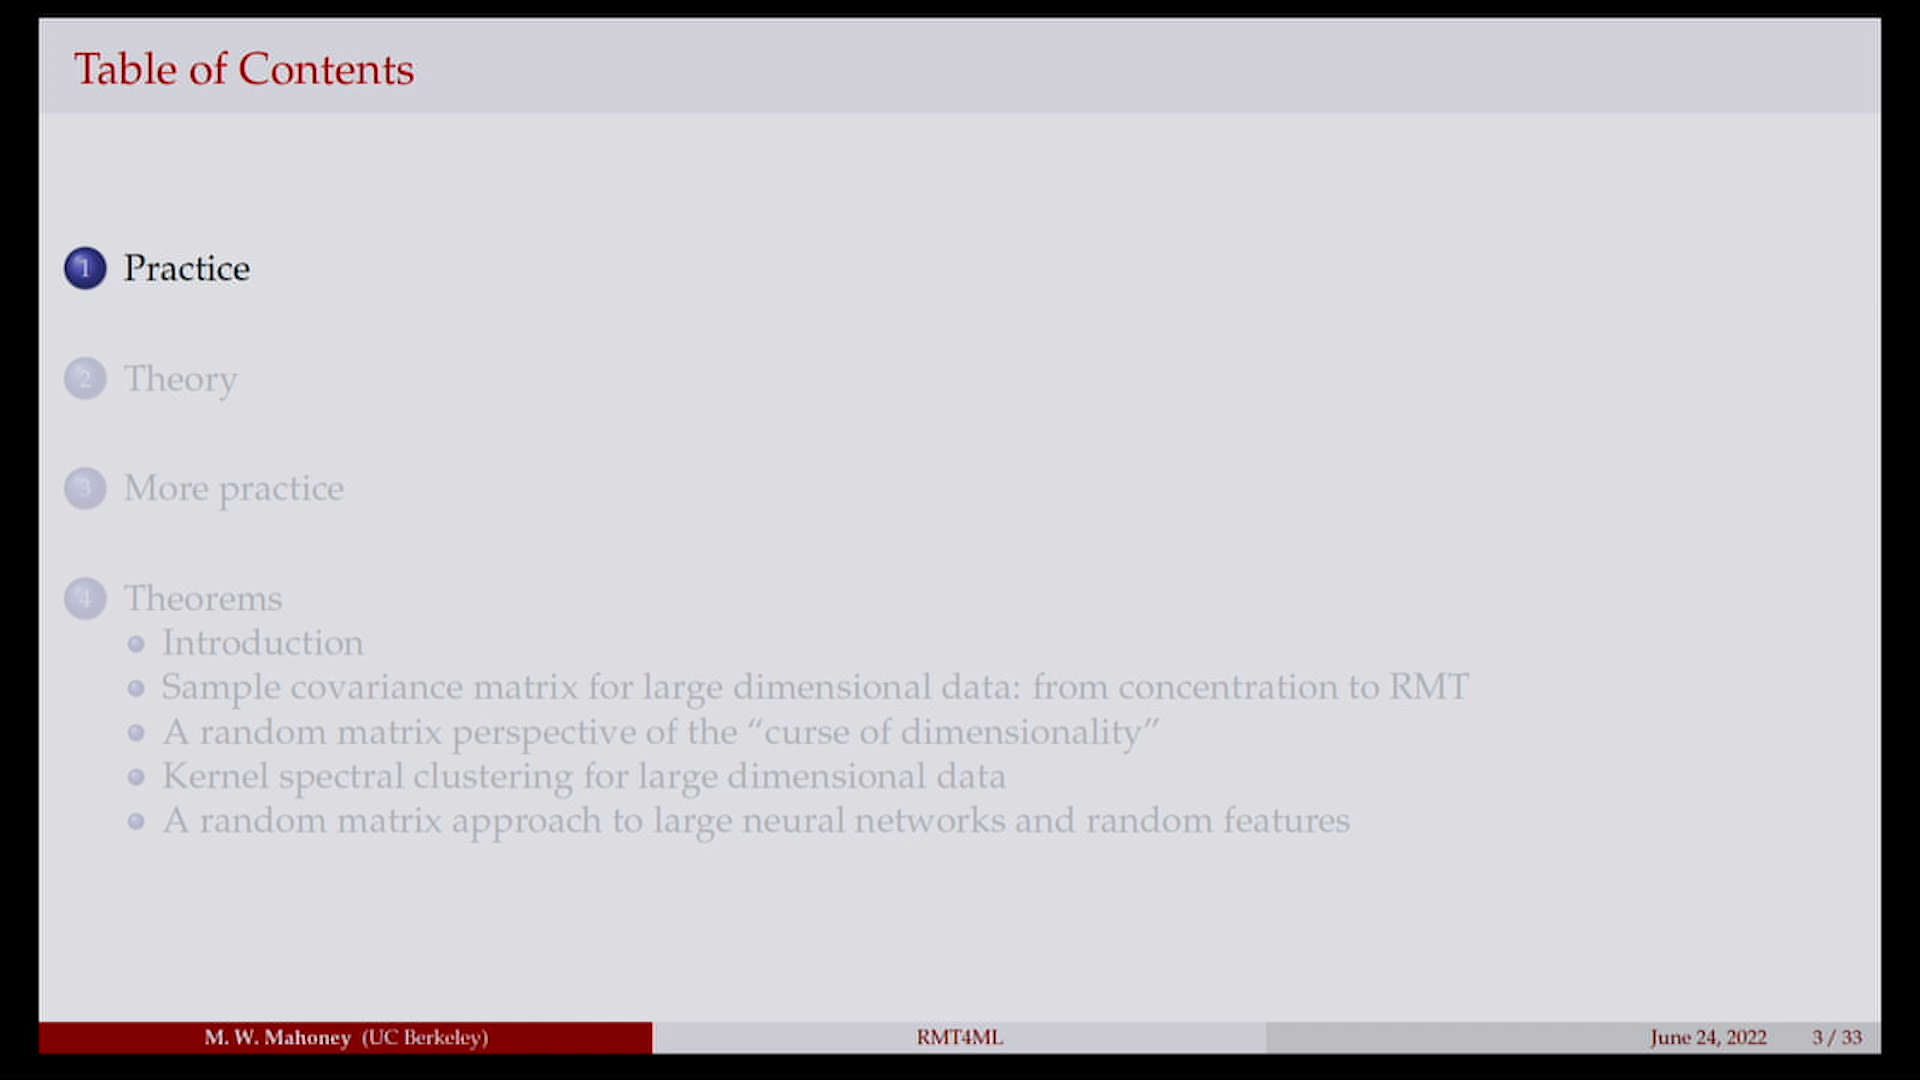 Table of Contents
1 Practice
2 Theory
3 More practice
4 Theorems
Introduction
Sample covariance matrix for large dimensional data: from concentration to RMT
A random matrix perspective of the “curse of dimensionality”
Kernel spectral clustering for large dimensional data
A random matrix approach to large neural networks and random features
M. W. Mahoney (UC Berkeley) RMT4ML June 24, 2022 3 / 33